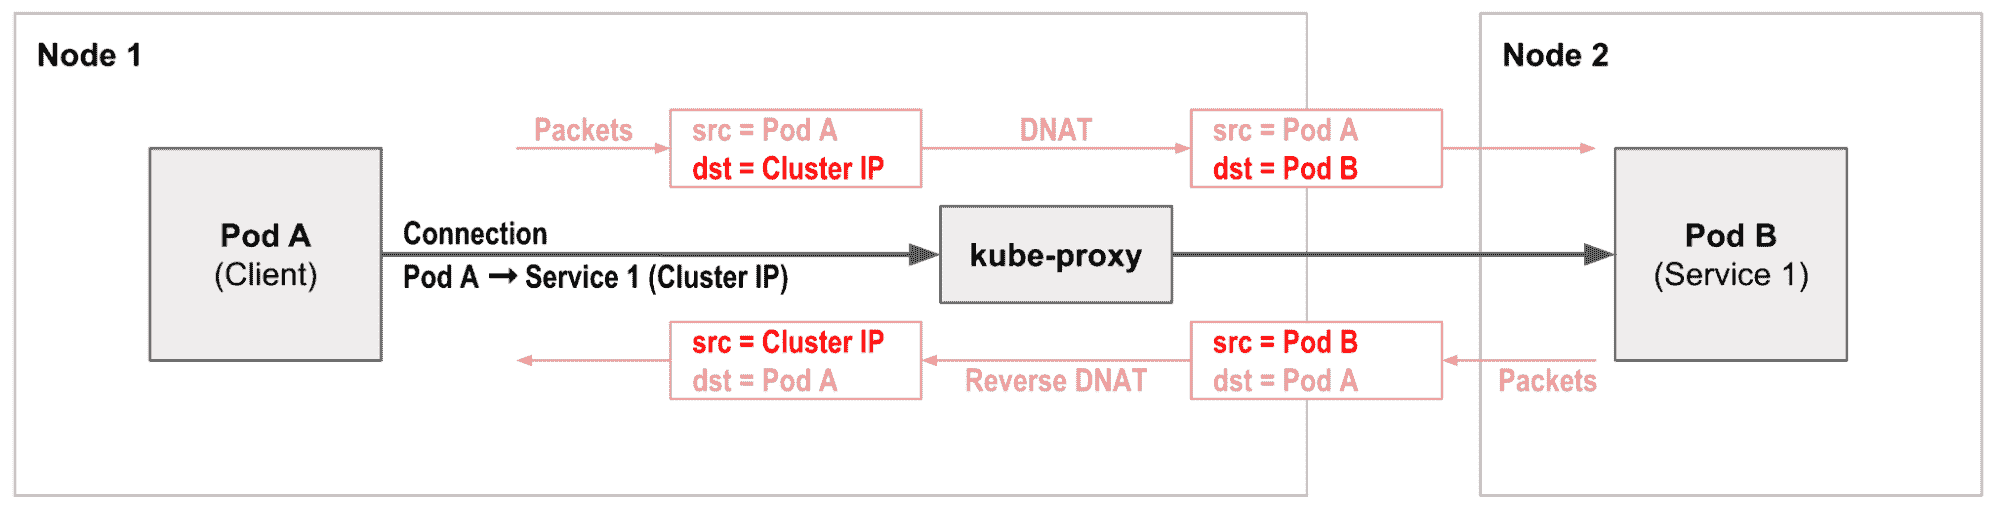 Node 1
Node 2
Packets
src = Pod A
dst = Cluster IP
DNAT
src = Pod A
dst = Pod B
Pod A
(Client)
Connection
Pod A → Service 1 (Cluster IP)
kube-proxy
Pod B
(Service 1)
src = Cluster IP
dst = Pod A
Reverse DNAT
src = Pod B
dst = Pod A
Packets